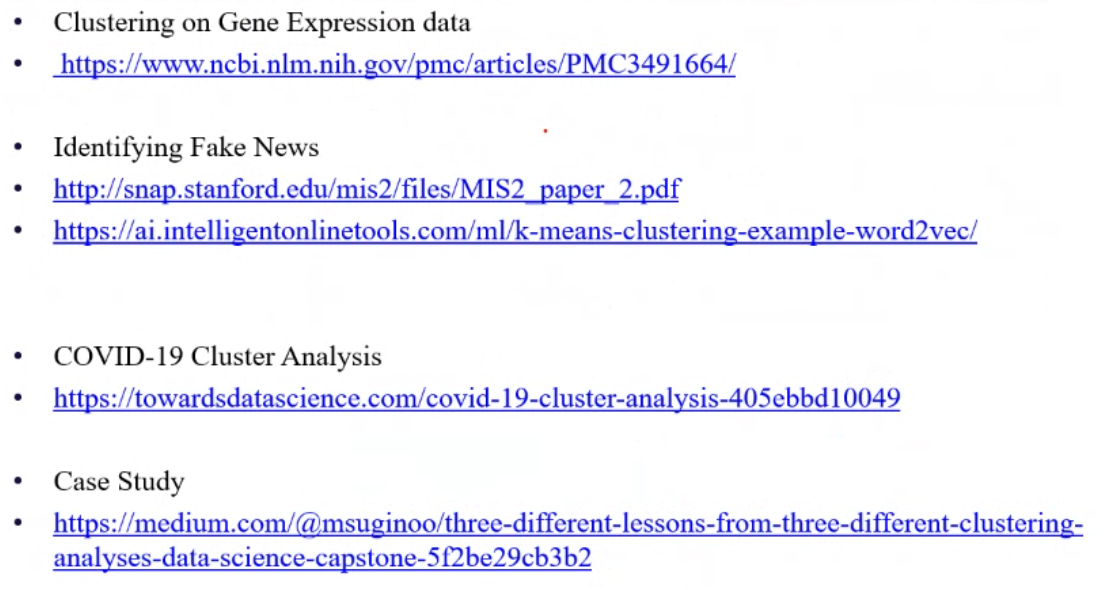 • Clustering on Gene Expression data
• https://www.ncbi.nlm.nih.gov/pmc/articles/PMC3491664/
• Identifying Fake News
• http://snap.stanford.edu/mis2/files/MIS2_paper_2.pdf
• https://ai.intelligentonlinetools.com/ml/k-means-clustering-example-word2vec/
• COVID-19 Cluster Analysis
• https://towardsdatascience.com/covid-19-cluster-analysis-405ebbd10049
• Case Study
• https://medium.com/@msuginoo/three-different-lessons-from-three-different-clustering-
analyses-data-science-capstone-5f2be29cb3b2